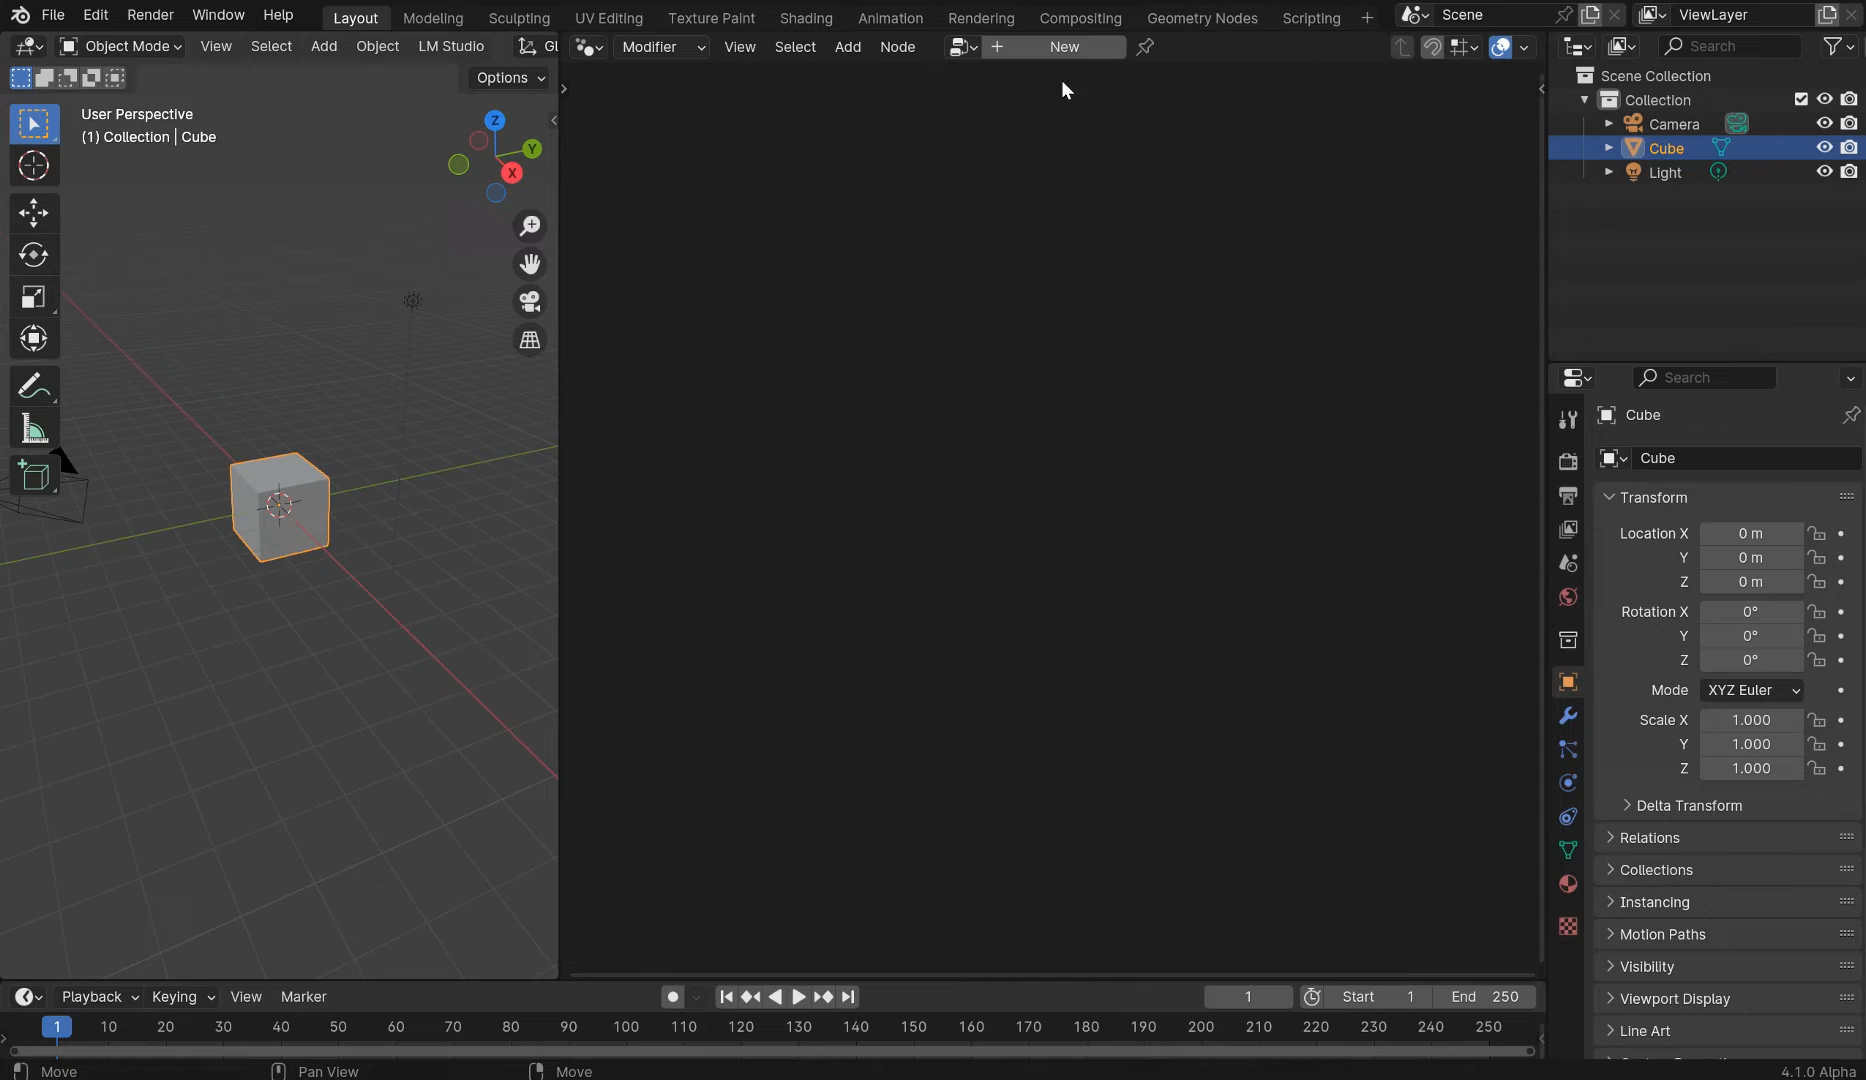 File Edit Render Window Help Layout Modeling Sculpting UV Editing Texture Paint Shading Animation Rendering Compositing Geometry Nodes Scripting + Scene ViewLayer
Object Mode View Select Add Object LM Studio Modifier View Select Add Node + New Search
Options
User Perspective
(1) Collection | Cube
Z
Y
X
Scene Collection
Collection
Camera
Cube
Light
Search
Cube
Cube
Transform
Location X 0 m
Y 0 m
Z 0 m
Rotation X 0°
Y 0°
Z 0°
Mode XYZ Euler
Scale X 1.000
Y 1.000
Z 1.000
Delta Transform
Relations
Collections
Instancing
Motion Paths
Visibility
Viewport Display
Line Art
Playback Keying View Marker 1 Start 1 End 250
1 10 20 30 40 50 60 70 80 90 100 110 120 130 140 150 160 170 180 190 200 210 220 230 240 250
Move Pan View Move 4.1.0 Alpha